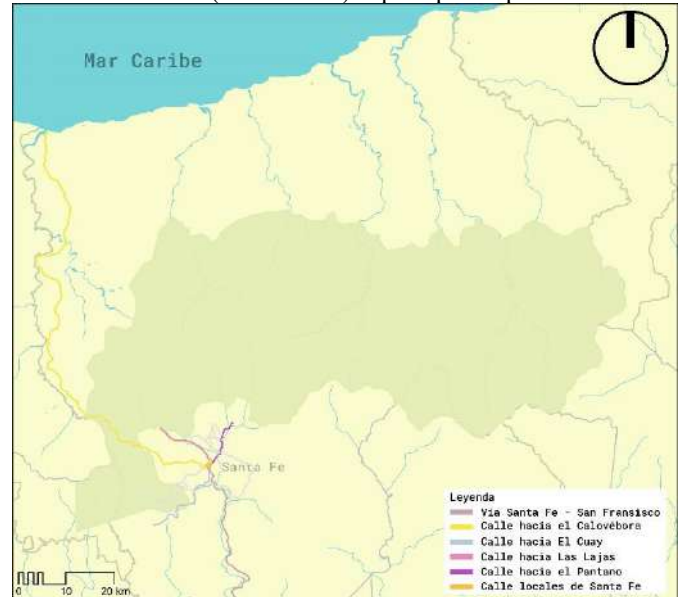 Mar Caribe
Santa Fe
Leyenda
Vía Santa Fe - San Fransisco
Calle hacia el Calovébora
Calle hacia El Cuay
Calle hacia Las Lajas
Calle hacia el Pantano
Calle locales de Santa Fe
0 10 20 km